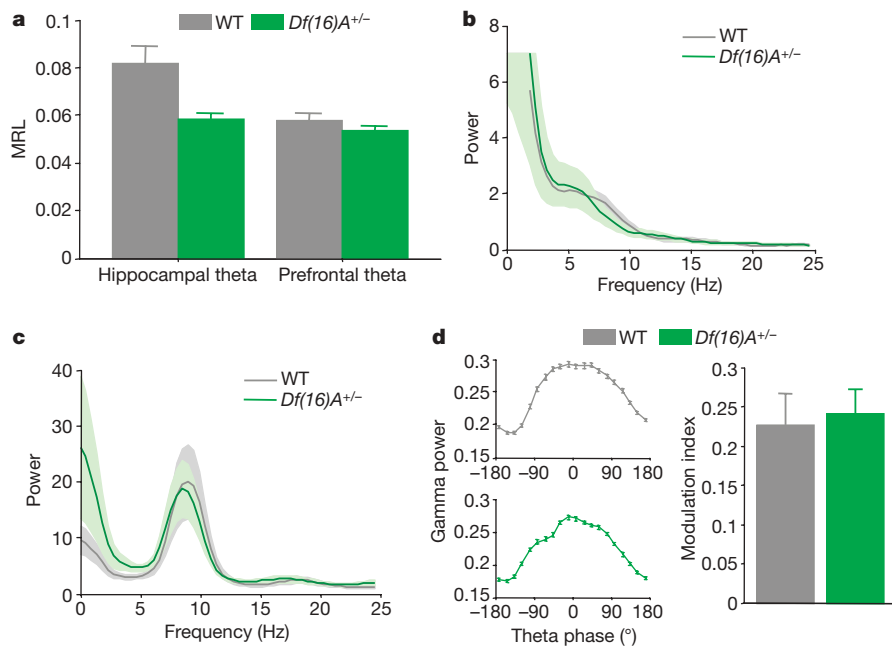 a
WT Df(16)A+/–
0.1
0.08
0.06
0.04
0.02
0
MRL
Hippocampal theta Prefrontal theta
b
WT
Df(16)A+/–
8
6
4
2
0
Power
0 5 10 15 20 25
Frequency (Hz)
c
WT
Df(16)A+/–
40
30
20
10
0
Power
0 5 10 15 20 25
Frequency (Hz)
d
WT Df(16)A+/–
0.3
0.25
0.2
0.15
–180 –90 0 90 180
Gamma power
0.3
0.25
0.2
0.15
–180 –90 0 90 180
Theta phase (°)
0.3
0.25
0.2
0.15
0.1
0.05
0
Modulation index